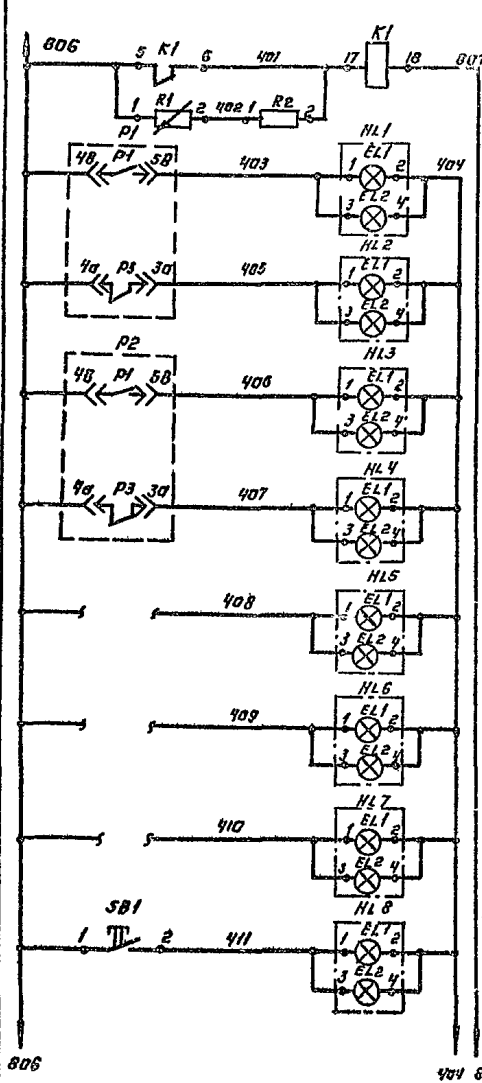 806 5 K1 6 401 17 K1 18 807
1 R1 2 402 1 R2 2
P1 HL1
4В P1 5В 403 1 EL1 2 404
3 EL2 4
HL2
4а P3 3а 405 1 EL1 2
3 EL2 4
P2 HL3
4В P1 5В 406 1 EL1 2
3 EL2 4
HL4
4а P3 3а 407 1 EL1 2
3 EL2 4
HL5
408 1 EL1 2
3 EL2 4
HL6
409 1 EL1 2
3 EL2 4
HL7
410 1 EL1 2
3 EL2 4
SB1 HL8
1 2 411 1 EL1 2
3 EL2 4
806 404 8